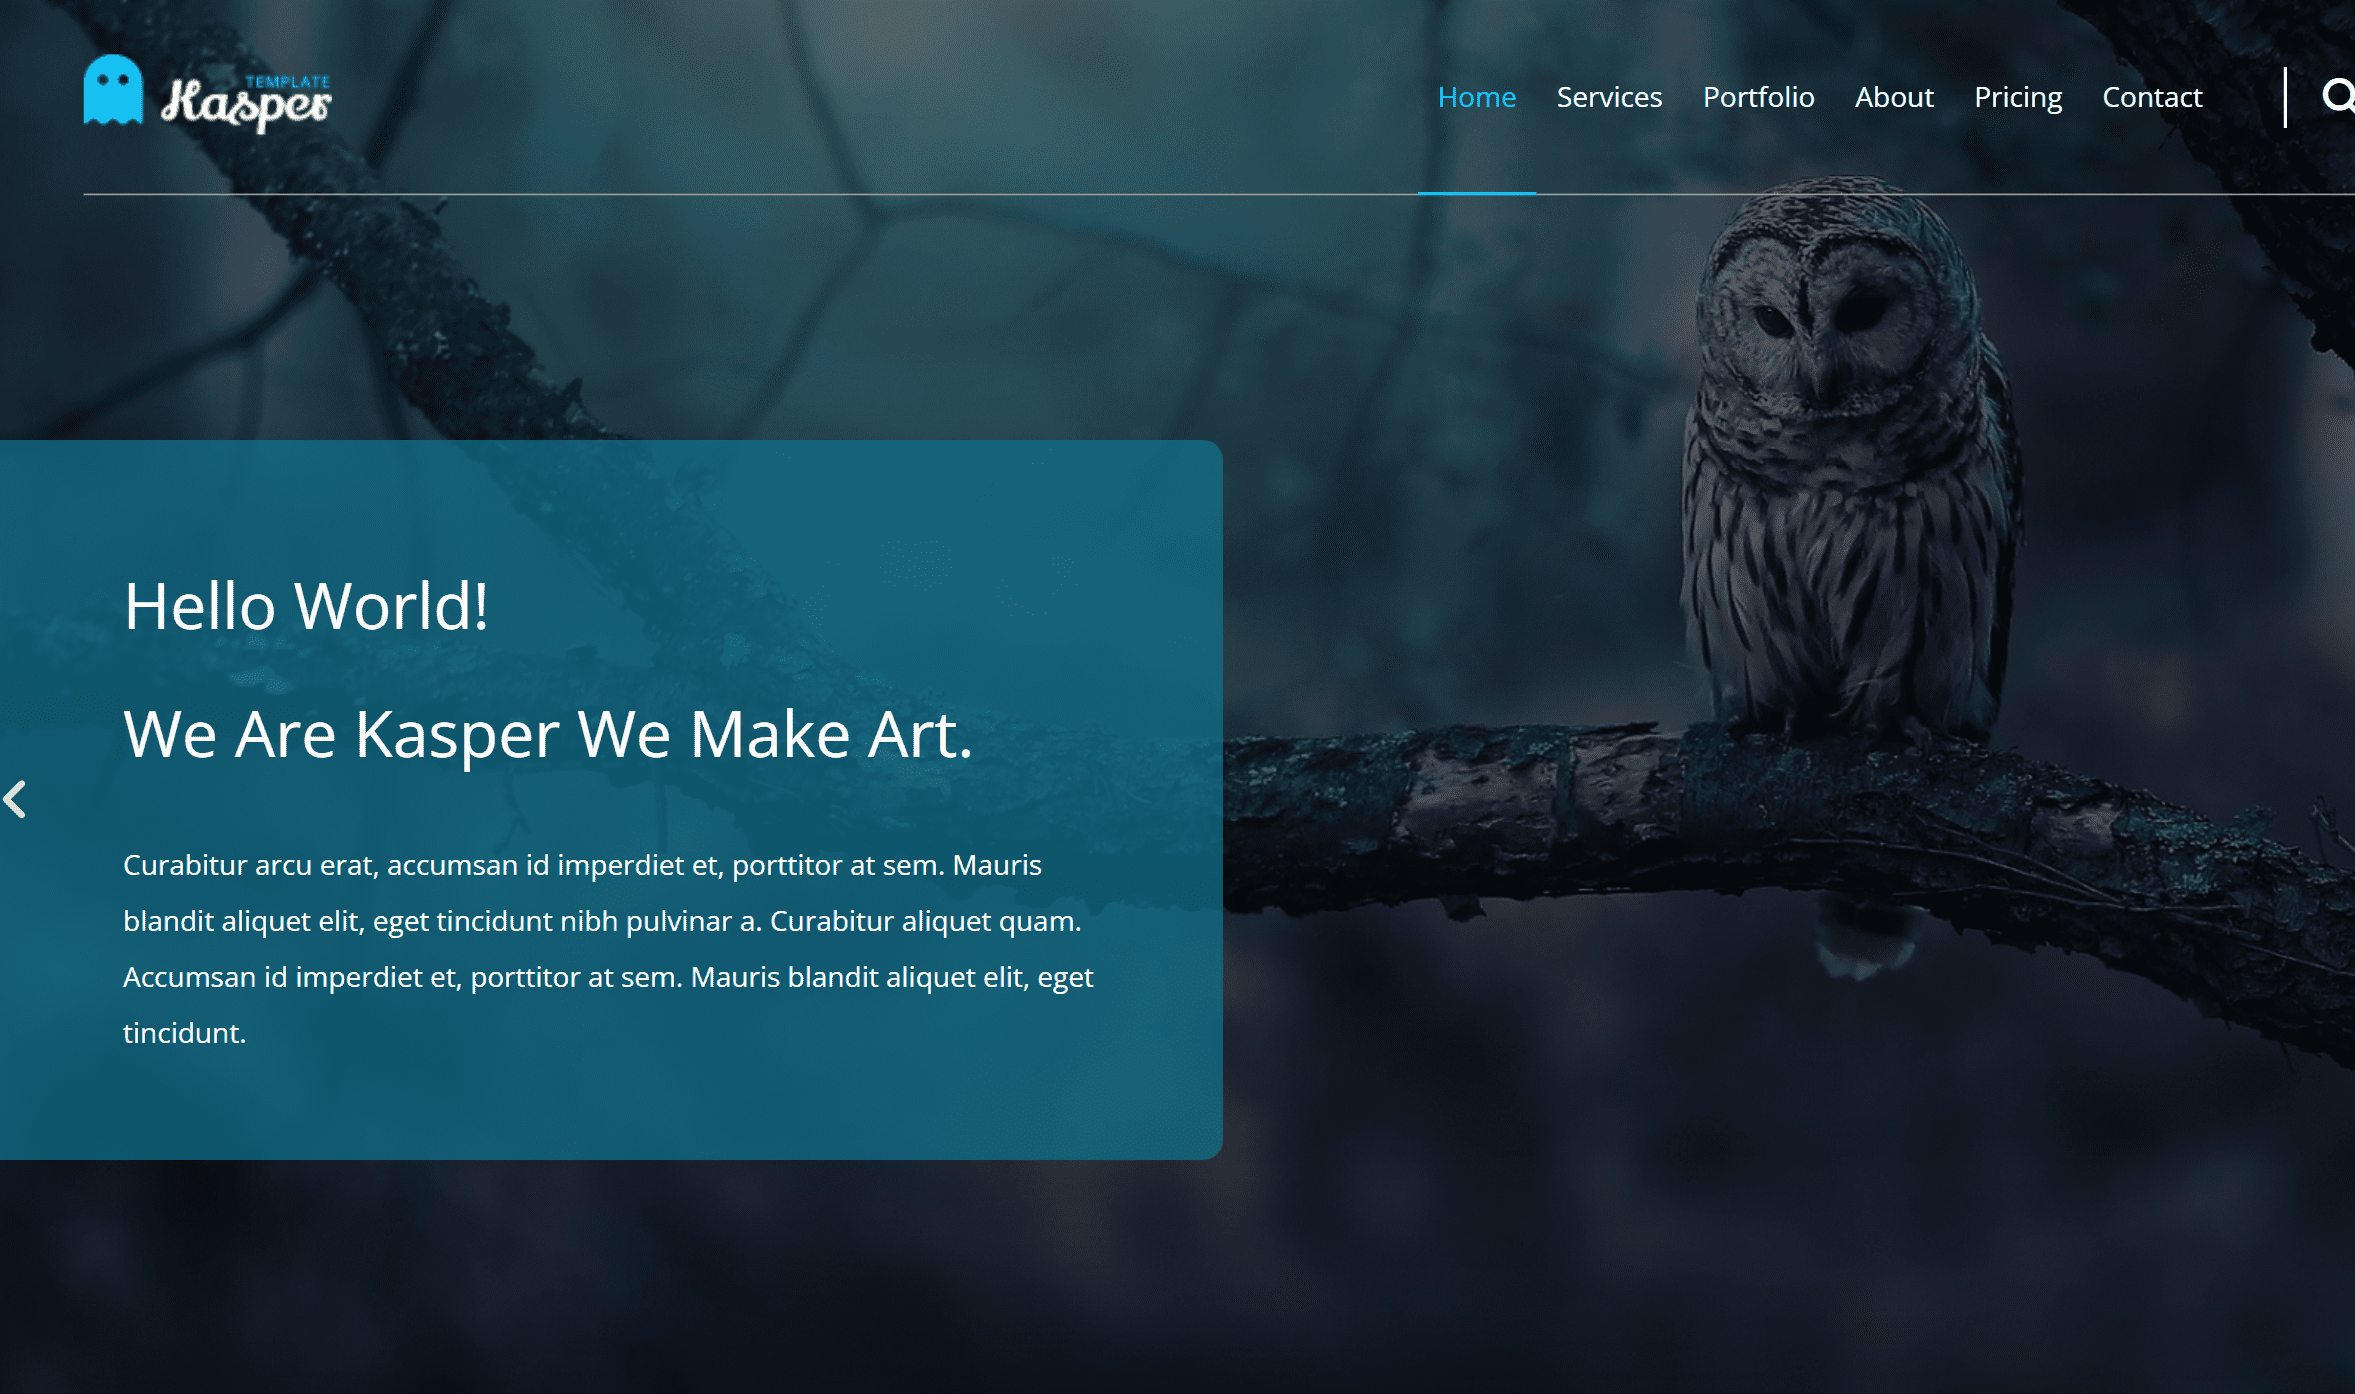 TEMPLATE
Kasper
Home Services Portfolio About Pricing Contact
Hello World!
We Are Kasper We Make Art.
Curabitur arcu erat, accumsan id imperdiet et, porttitor at sem. Mauris
blandit aliquet elit, eget tincidunt nibh pulvinar a. Curabitur aliquet quam.
Accumsan id imperdiet et, porttitor at sem. Mauris blandit aliquet elit, eget
tincidunt.